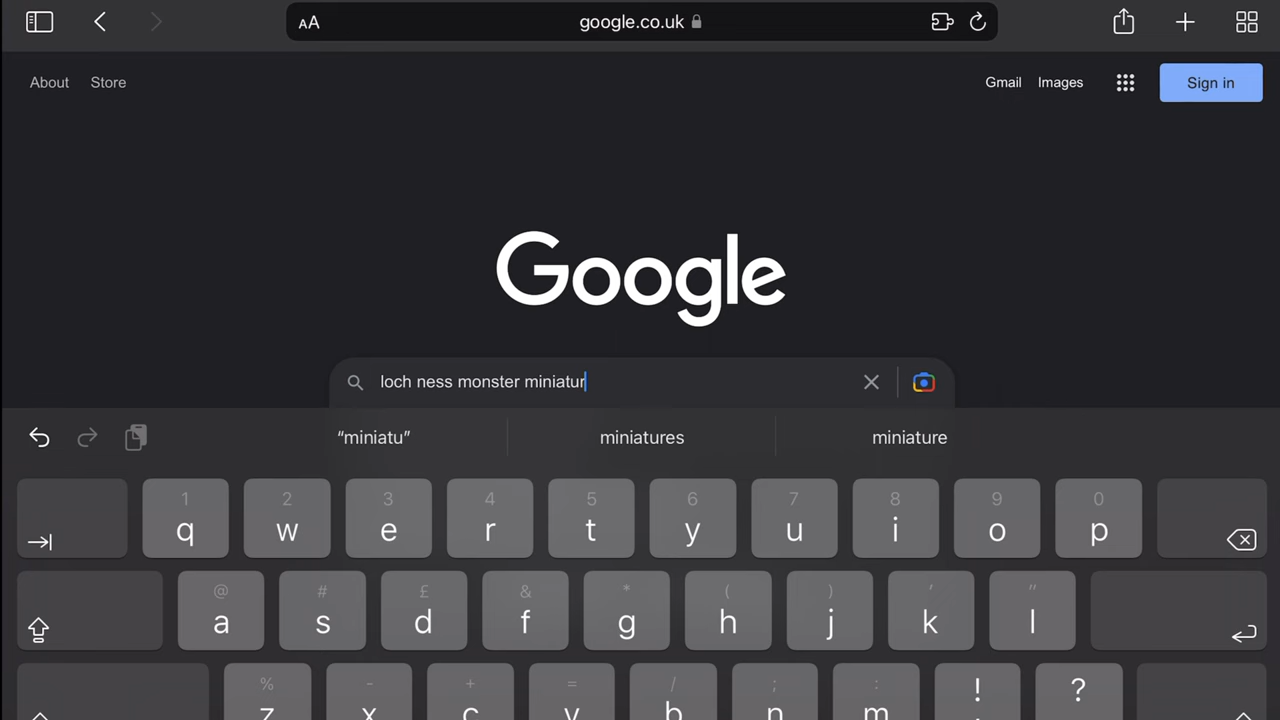 AA google.co.uk
About Store Gmail Images Sign in
Google
loch ness monster miniatur
“miniatu” miniatures miniature
1 2 3 4 5 6 7 8 9 0
q w e r t y u i o p
@ # £ & * ( ) ' "
a s d f g h j k l
% - + = / ; : ! ?
z x c v b n m